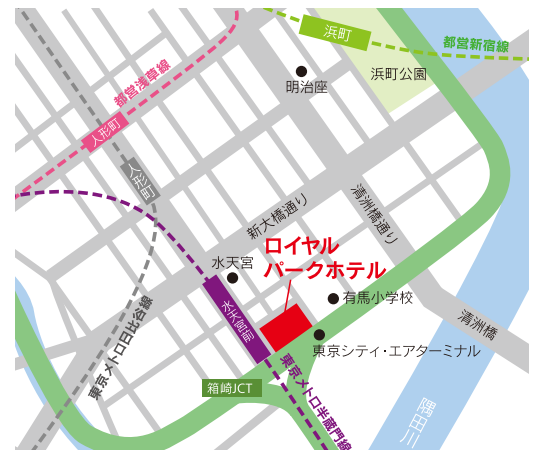 浜町
都営新宿線
浜町公園
明治座
都営浅草線
人形町
人形町
新大橋通り
清洲橋通り
水天宮
ロイヤル
パークホテル
水天宮前
有馬小学校
清洲橋
東京シティ・エアターミナル
東京メトロ日比谷線
箱崎JCT
東京メトロ半蔵門線
隅田川